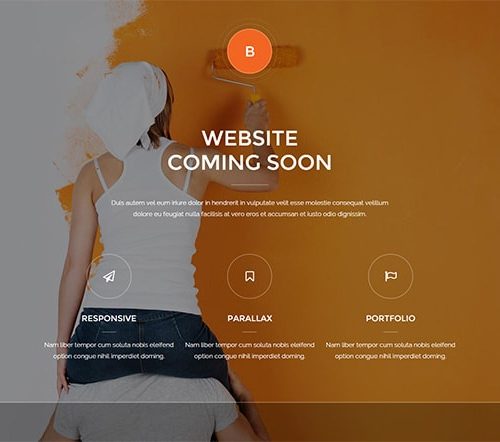 B
WEBSITE
COMING SOON
Duis autem vel eum iriure dolor in hendrerit in vulputate velit esse molestie consequat velillum
dolore eu feugiat nulla facilisis at vero eros et accumsan et iusto odio dignissim.
RESPONSIVE
Nam liber tempor cum soluta nobis eleifend
option congue nihil imperdiet doming.
PARALLAX
Nam liber tempor cum soluta nobis eleifend
option congue nihil imperdiet doming.
PORTFOLIO
Nam liber tempor cum soluta nobis eleifend
option congue nihil imperdiet doming.